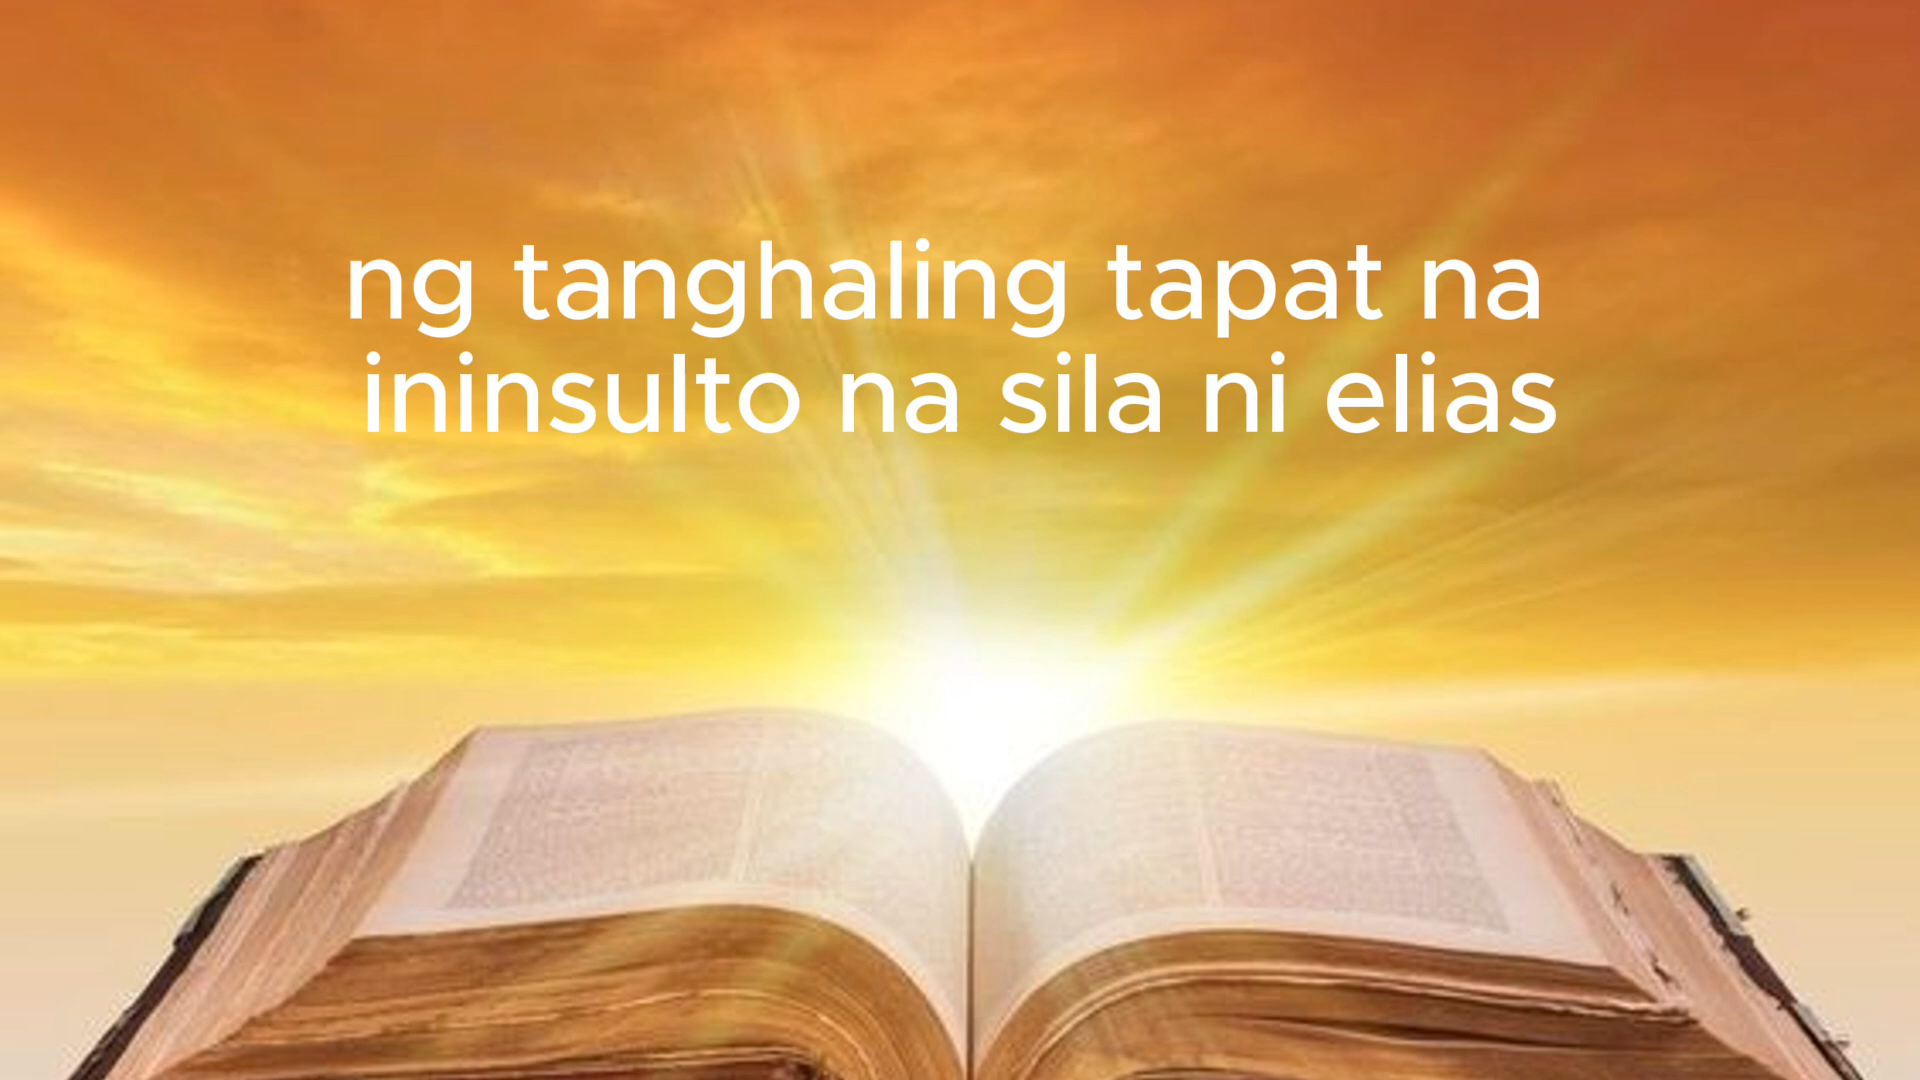 ng tanghaling tapat na
ininsulto na sila ni elias